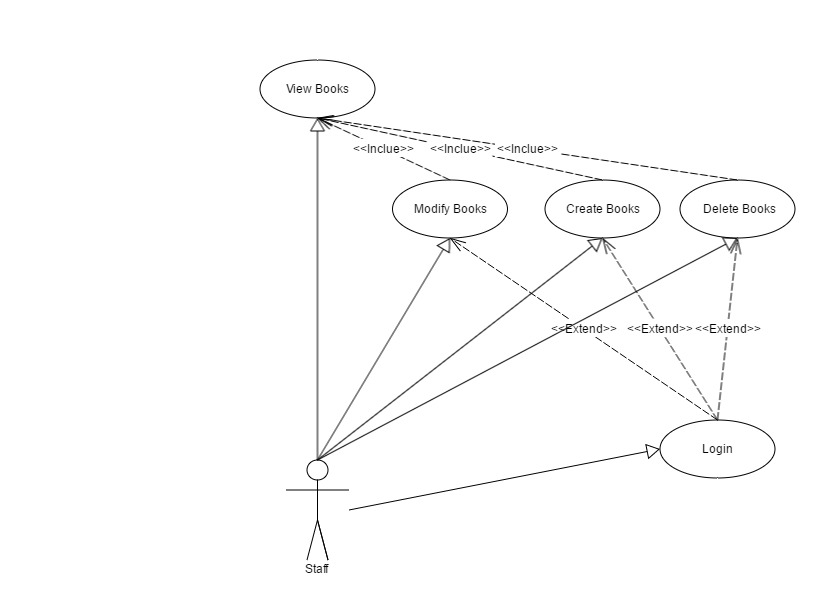 View Books
<<Inclue>> <<Inclue>> <<Inclue>>
Modify Books Create Books Delete Books
<<Extend>> <<Extend>> <<Extend>>
Login
Staff